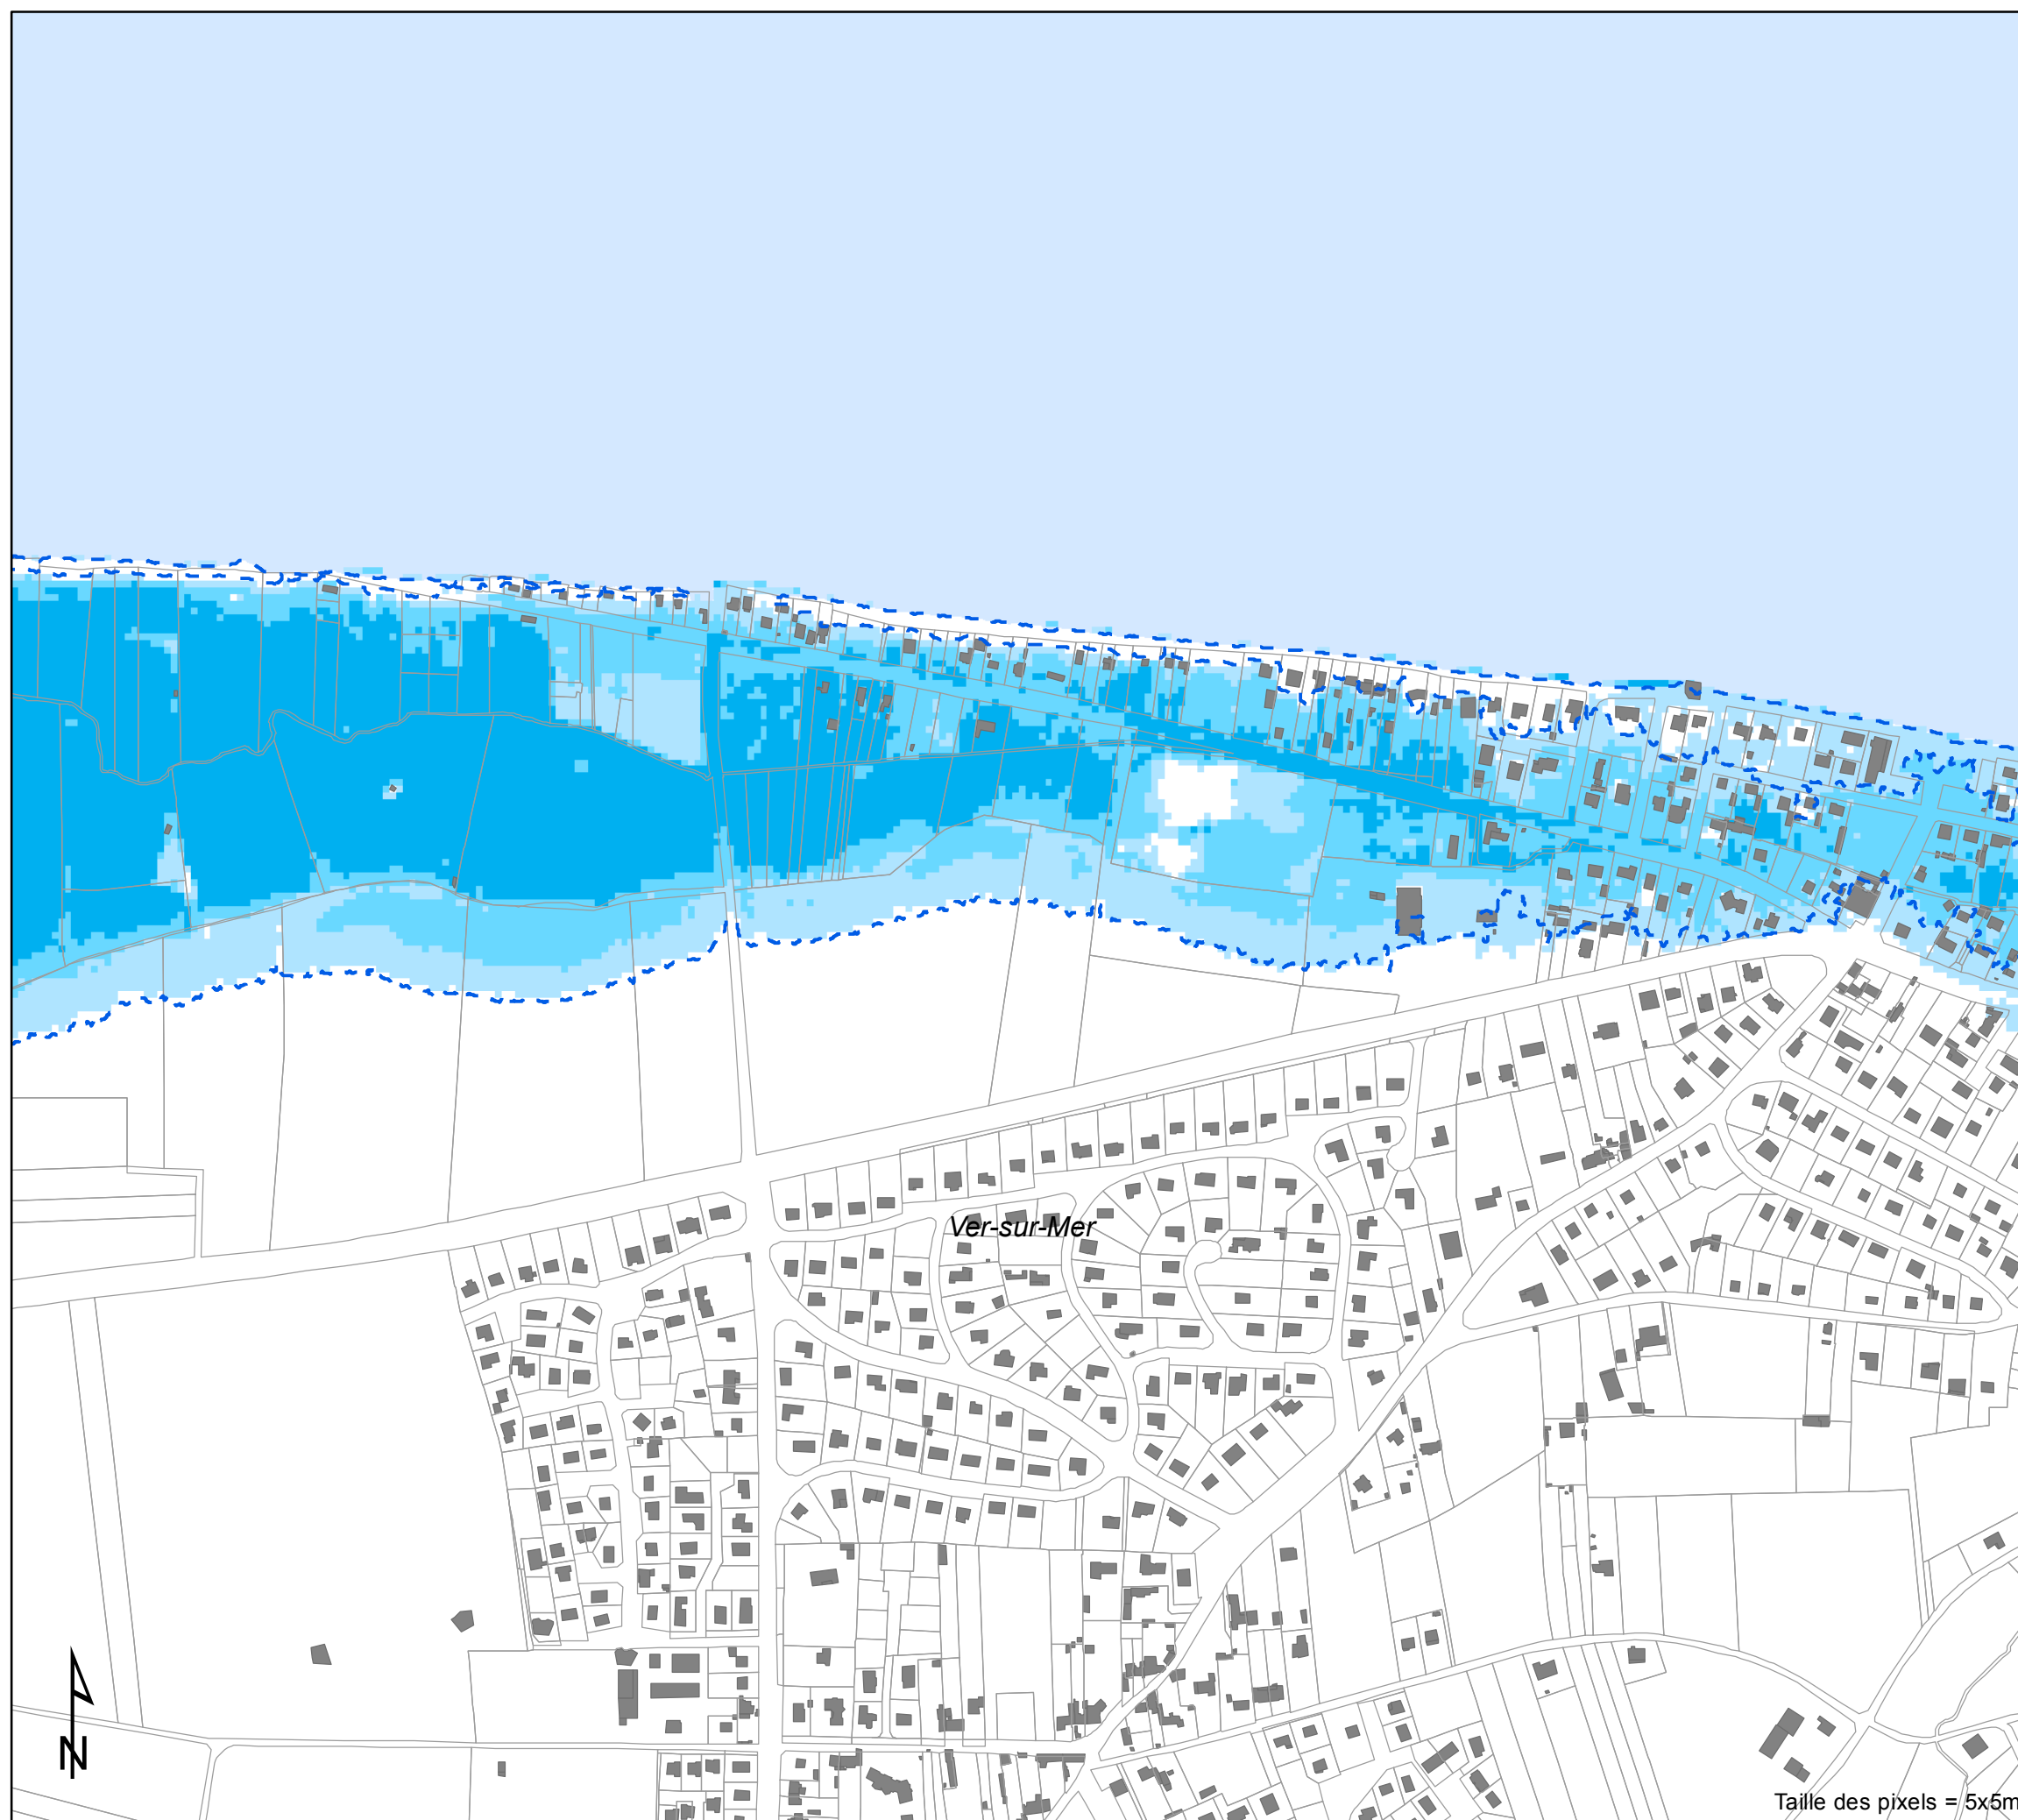 Ver-sur-Mer
N
Taille des pixels = 5x5m